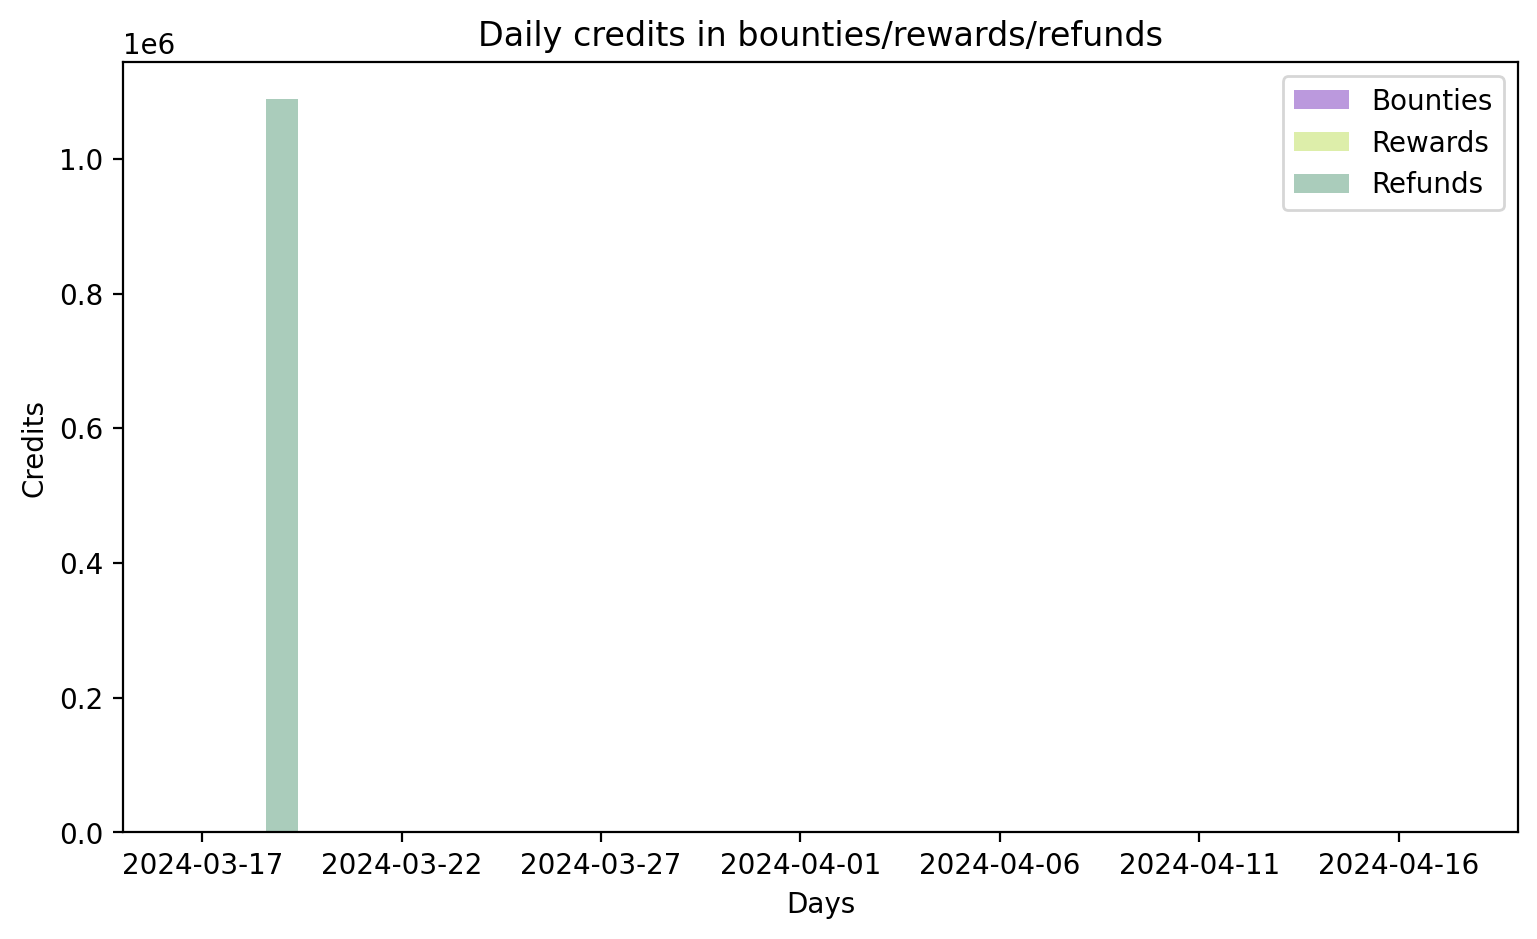 Daily credits in bounties/rewards/refunds
1e6
Bounties
Rewards
Refunds
1.0
0.8
0.6
0.4
0.2
0.0
Credits
2024-03-17 2024-03-22 2024-03-27 2024-04-01 2024-04-06 2024-04-11 2024-04-16
Days